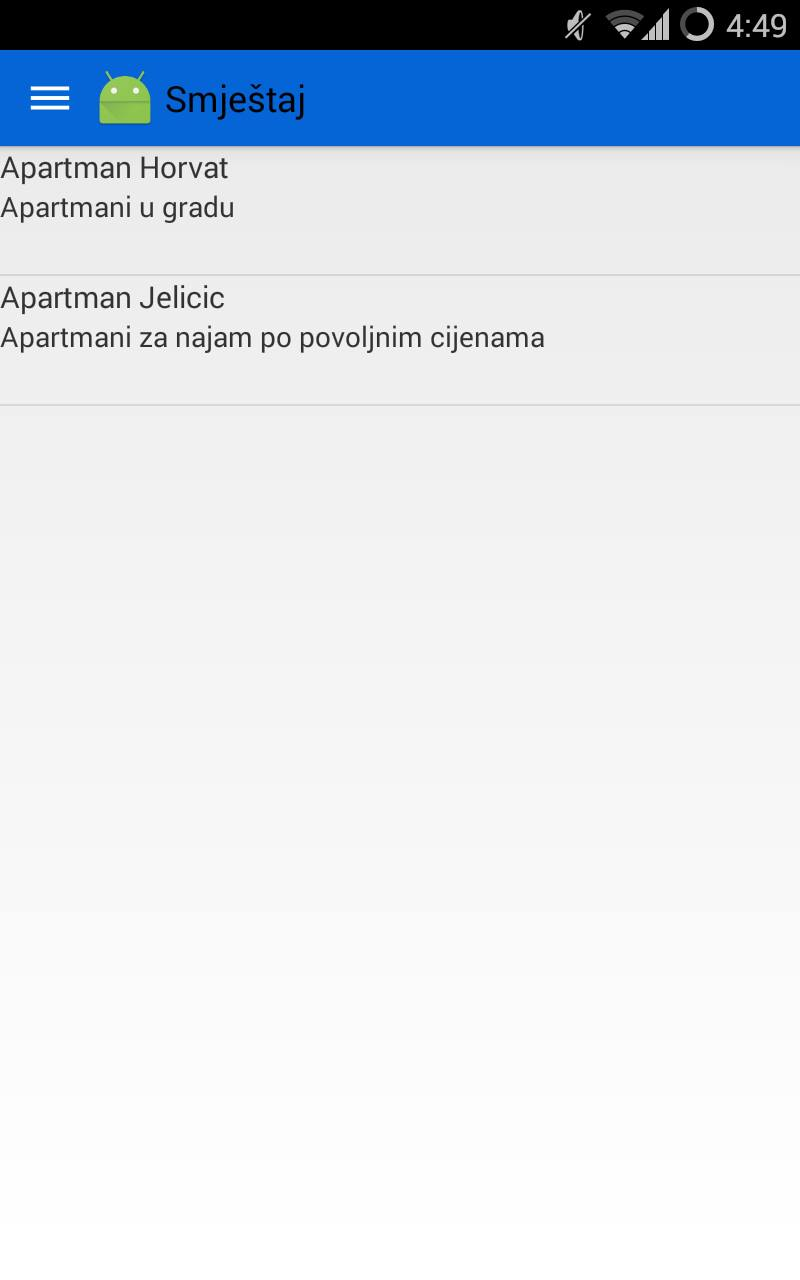 4:49
Smještaj
Apartman Horvat
Apartmani u gradu
Apartman Jelicic
Apartmani za najam po povoljnim cijenama